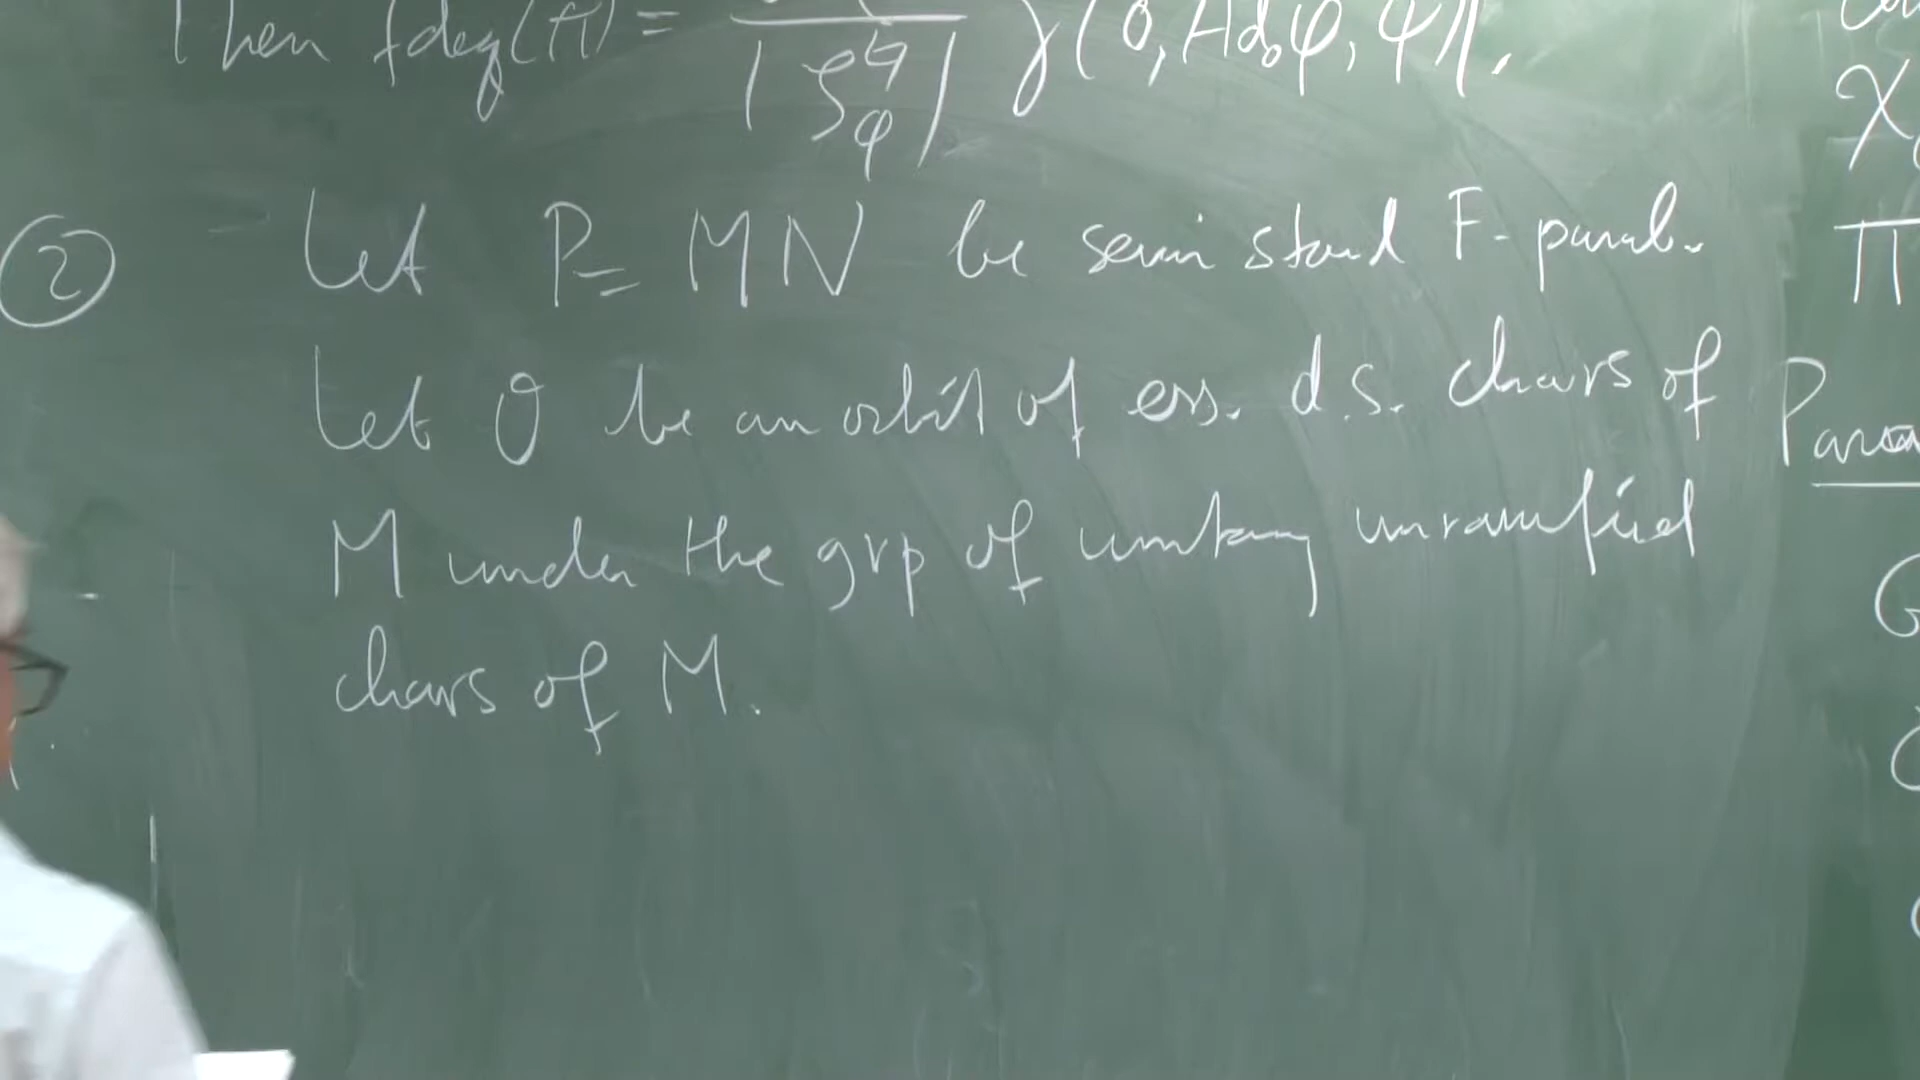 Then fdeg(π) = ――― γ(0, Ad∘φ, ψ)|.
|S♮φ|
② Let P = MN be semi stand F-parab.
Let O be an orbit of ess. d.s. chars of
M under the grp of unitary unramified
chars of M.
χ
Π
Param
G